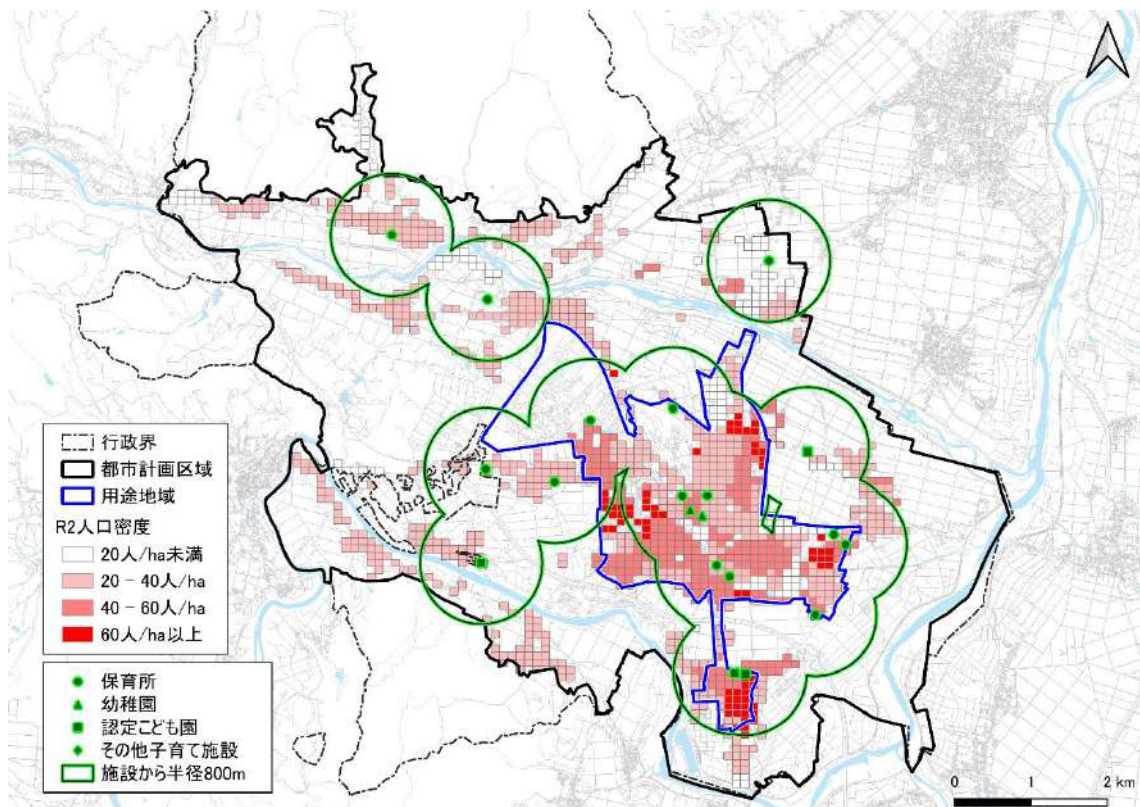 行政界
都市計画区域
用途地域
R2人口密度
20人/ha未満
20-40人/ha
40-60人/ha
60人/ha以上
保育所
幼稚園
認定こども園
その他子育て施設
施設から半径800m
0 1 2 km